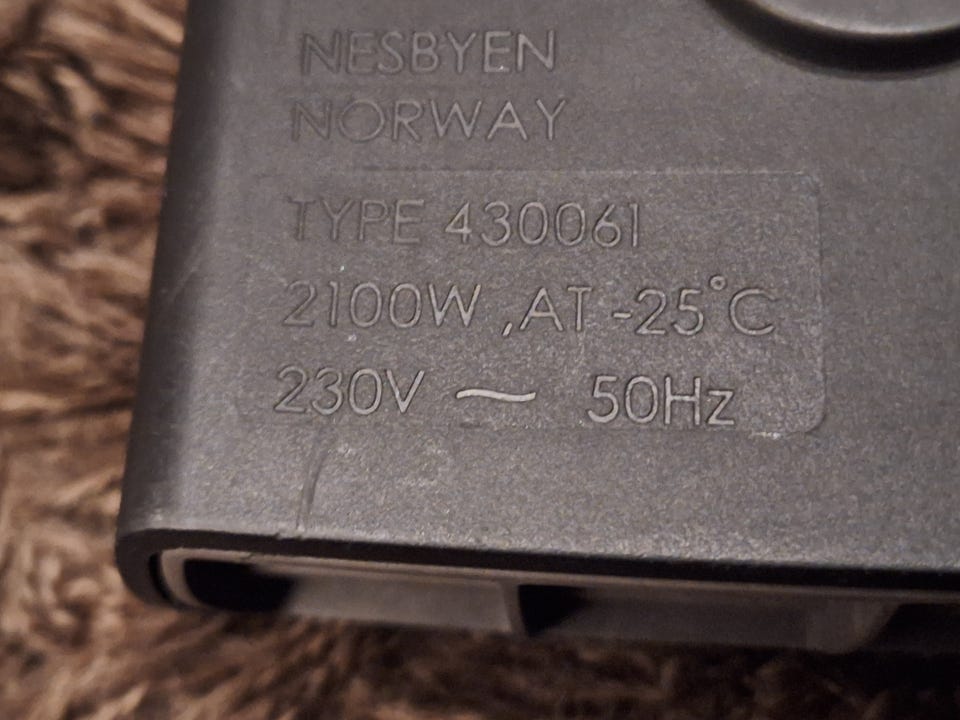 NESBYEN
NORWAY
TYPE 430061
2100W ,AT -25°C
230V ~ 50Hz